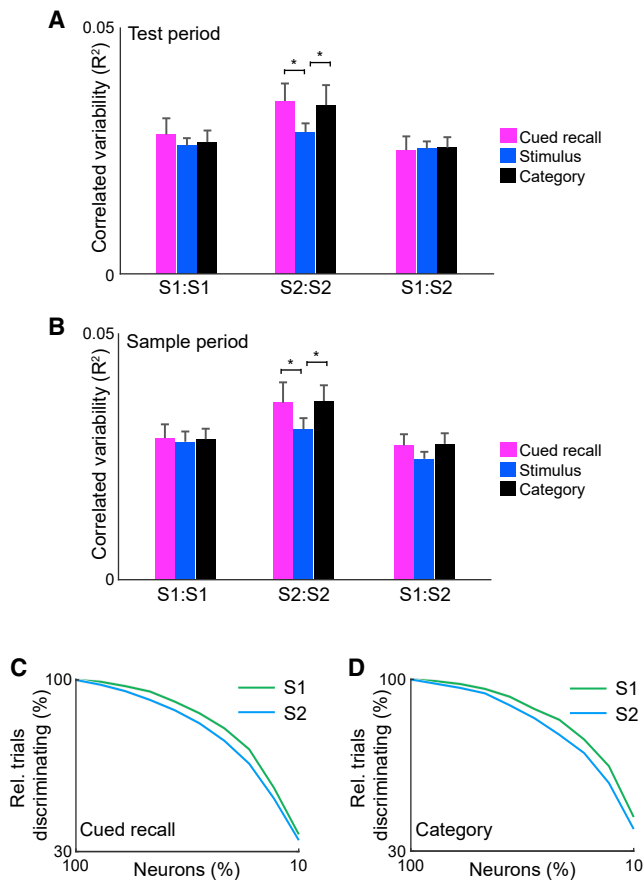 A
Test period
0.05
Correlated variability (R²)
0
*
*
S1:S1
S2:S2
S1:S2
Cued recall
Stimulus
Category
B
Sample period
0.05
Correlated variability (R²)
0
*
*
S1:S1
S2:S2
S1:S2
Cued recall
Stimulus
Category
C
100
Rel. trials
discriminating (%)
30
S1
S2
Cued recall
100
Neurons (%)
10
D
100
Rel. trials
discriminating (%)
30
S1
S2
Category
100
Neurons (%)
10